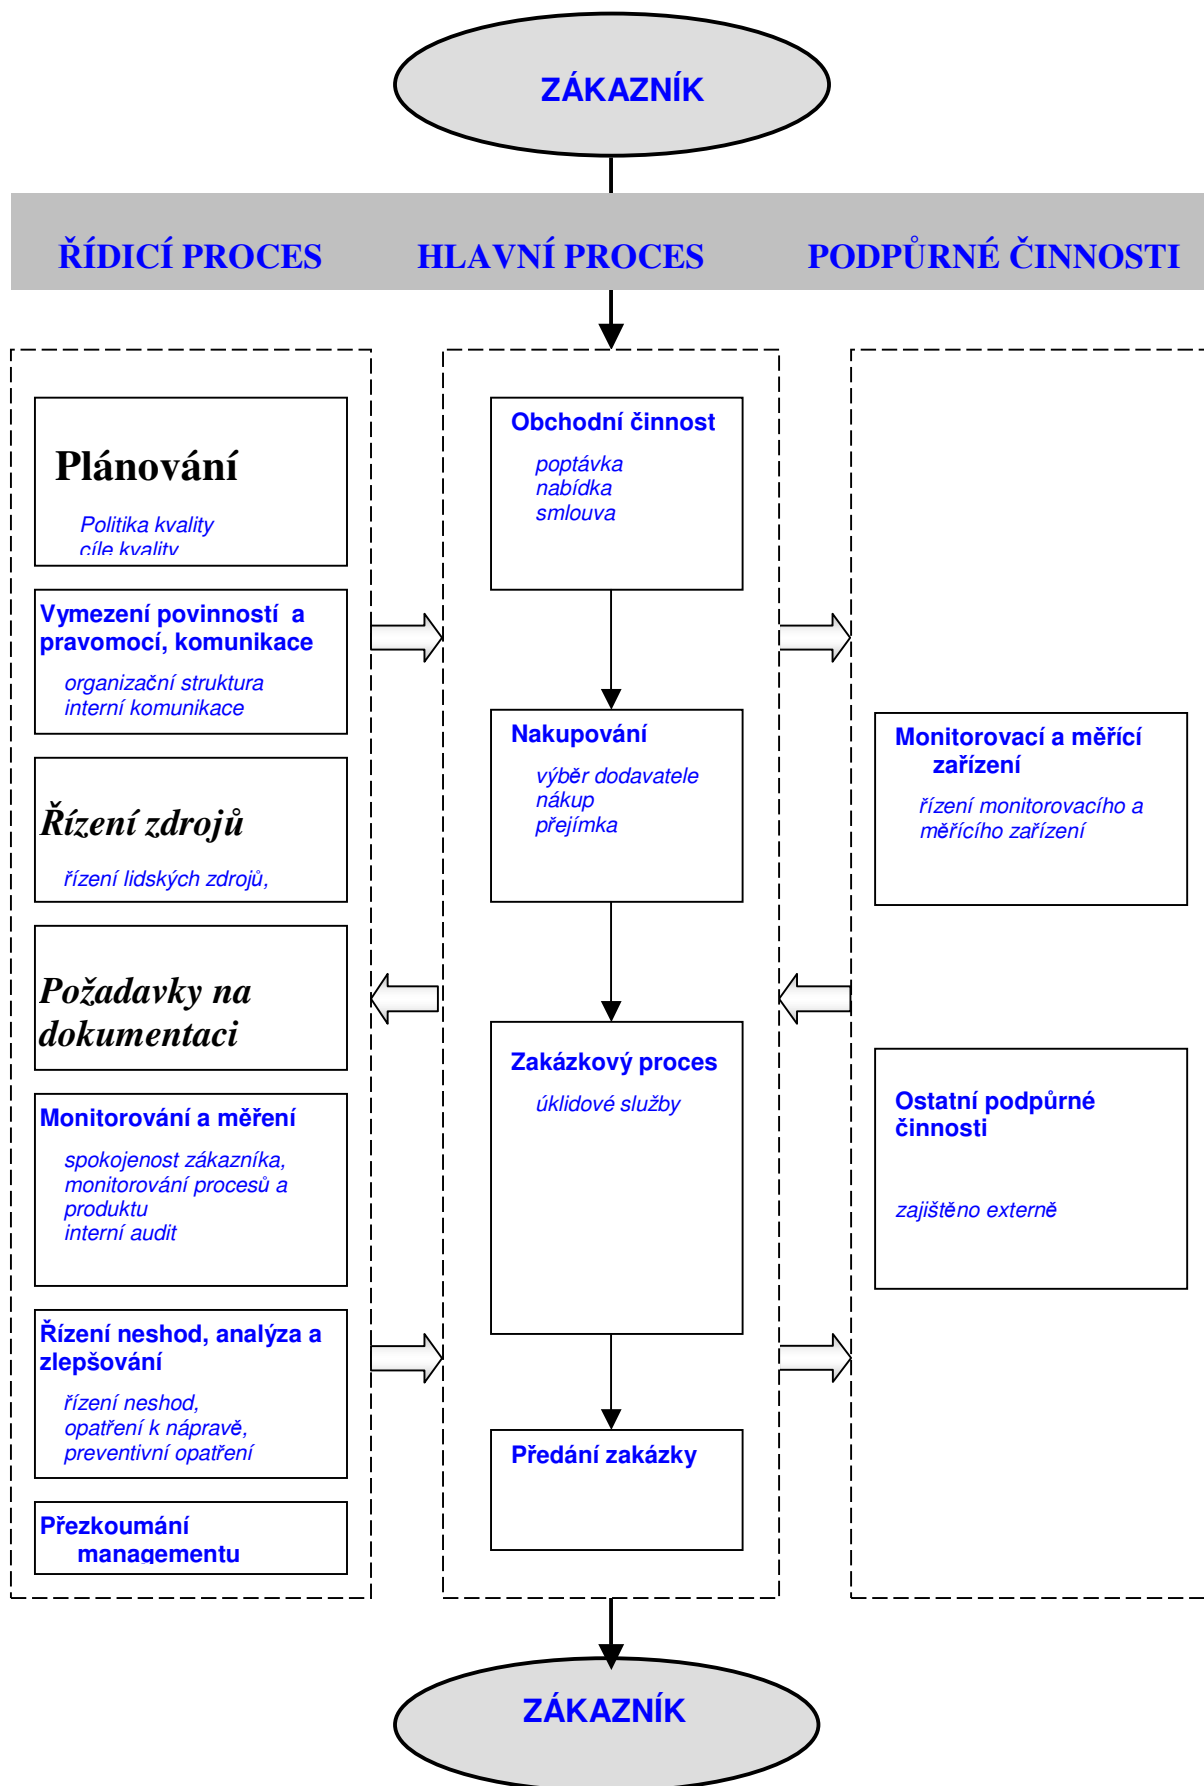 ZÁKAZNÍK
ŘÍDICÍ PROCES
HLAVNÍ PROCES
PODPŮRNÉ ČINNOSTI
Plánování
Politika kvality
cíle kvality
Vymezení povinností a
pravomocí, komunikace
organizační struktura
interní komunikace
Řízení zdrojů
řízení lidských zdrojů,
Požadavky na
dokumentaci
Monitorování a měření
spokojenost zákazníka,
monitorování procesů a
produktu
interní audit
Řízení neshod, analýza a
zlepšování
řízení neshod,
opatření k nápravě,
preventivní opatření
Přezkoumání
managementu
Obchodní činnost
poptávka
nabídka
smlouva
Nakupování
výběr dodavatele
nákup
přejímka
Zakázkový proces
úklidové služby
Předání zakázky
Monitorovací a měřící
zařízení
řízení monitorovacího a
měřícího zařízení
Ostatní podpůrné
činnosti
zajištěno externě
ZÁKAZNÍK